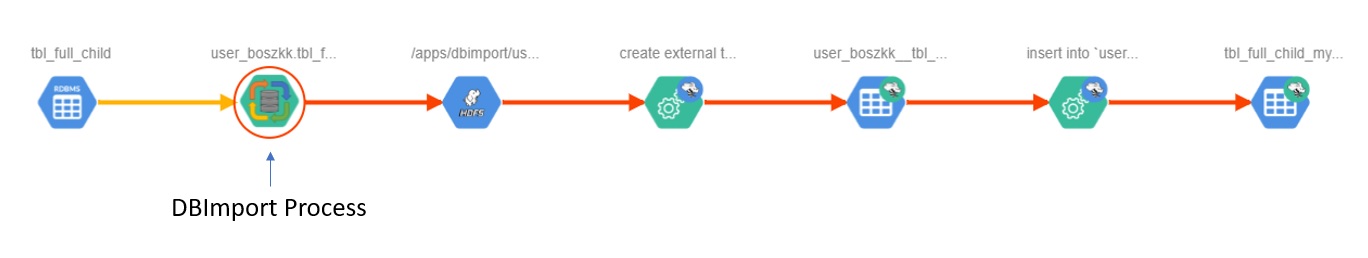 tbl_full_child
user_boszkk.tbl_f...
/apps/dbimport/us...
create external t...
user_boszkk__tbl_...
insert into `user...
tbl_full_child_my...
RDBMS
HDFS
DBImport Process